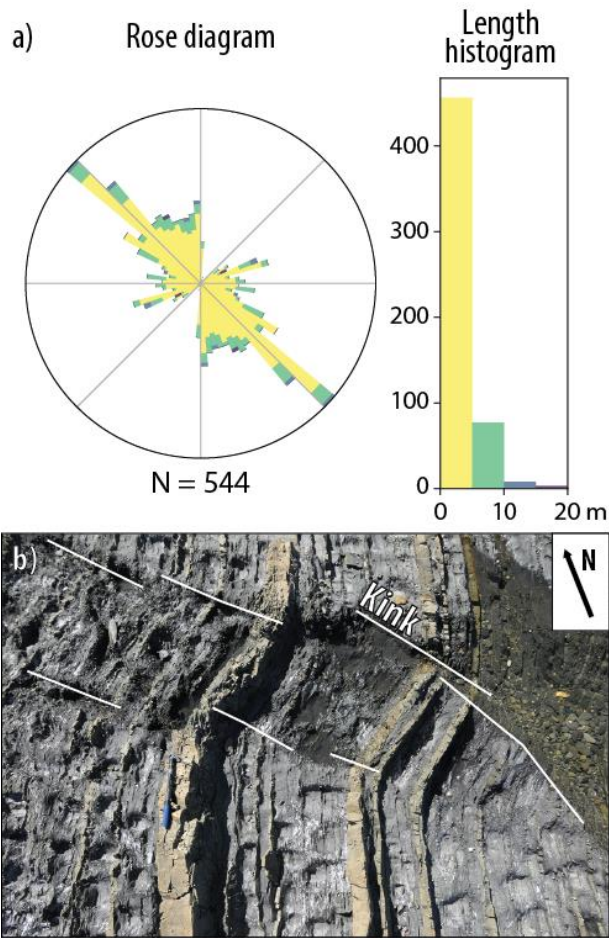 a)
Rose diagram
Length
histogram
400
300
200
100
0
0
10
20 m
N = 544
b)
Kink
N